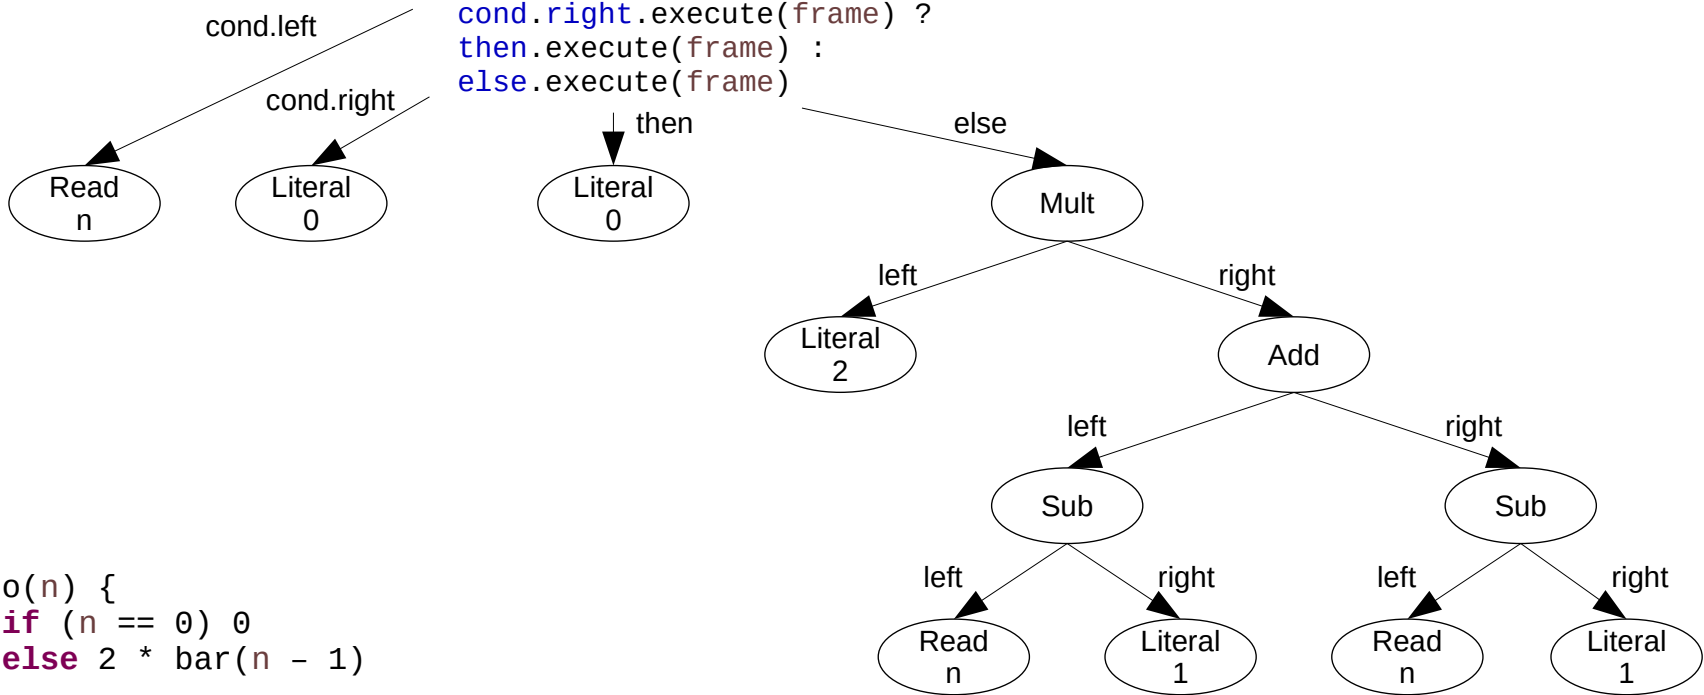 cond.right.execute(frame) ?
cond.left
then.execute(frame) :
else.execute(frame)
cond.right
then
else
Read
n
Literal
0
Literal
0
Mult
left
right
Literal
2
Add
left
right
Sub
Sub
left
right
left
right
o(n) {
if (n == 0) 0
else 2 * bar(n – 1)
Read
n
Literal
1
Read
n
Literal
1